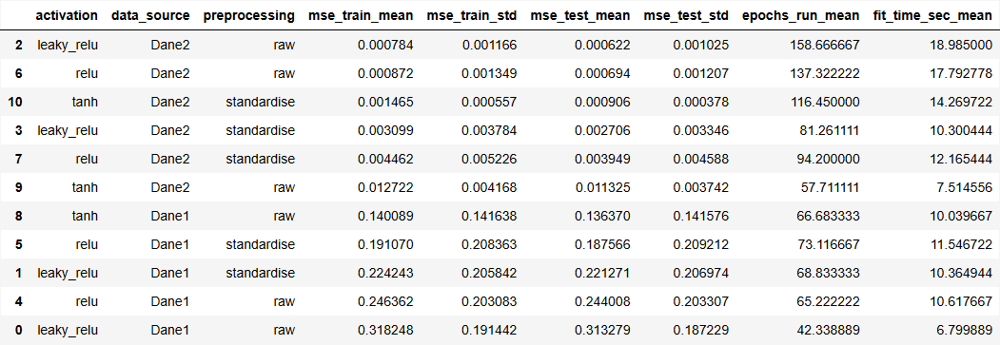 activation data_source preprocessing mse_train_mean mse_train_std mse_test_mean mse_test_std epochs_run_mean fit_time_sec_mean
2 leaky_relu Dane2 raw 0.000784 0.001166 0.000622 0.001025 158.666667 18.985000
6 relu Dane2 raw 0.000872 0.001349 0.000694 0.001207 137.322222 17.792778
10 tanh Dane2 standardise 0.001465 0.000557 0.000906 0.000378 116.450000 14.269722
3 leaky_relu Dane2 standardise 0.003099 0.003784 0.002706 0.003346 81.261111 10.300444
7 relu Dane2 standardise 0.004462 0.005226 0.003949 0.004588 94.200000 12.165444
9 tanh Dane2 raw 0.012722 0.004168 0.011325 0.003742 57.711111 7.514556
8 tanh Dane1 raw 0.140089 0.141638 0.136370 0.141576 66.683333 10.039667
5 relu Dane1 standardise 0.191070 0.208363 0.187566 0.209212 73.116667 11.546722
1 leaky_relu Dane1 standardise 0.224243 0.205842 0.221271 0.206974 68.833333 10.364944
4 relu Dane1 raw 0.246362 0.203083 0.244008 0.203307 65.222222 10.617667
0 leaky_relu Dane1 raw 0.318248 0.191442 0.313279 0.187229 42.338889 6.799889